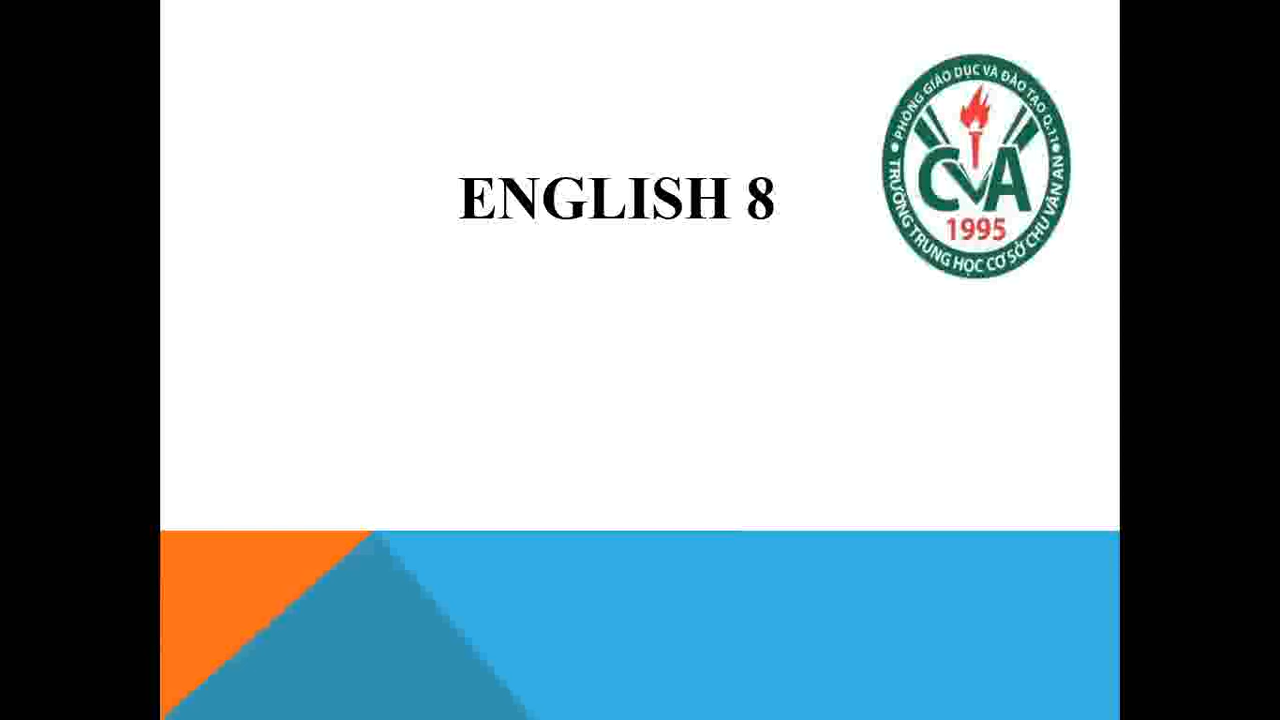 ENGLISH 8
PHÒNG GIÁO DỤC VÀ ĐÀO TẠO Q.11
CVA
1995
TRƯỜNG TRUNG HỌC CƠ SỞ CHU VĂN AN